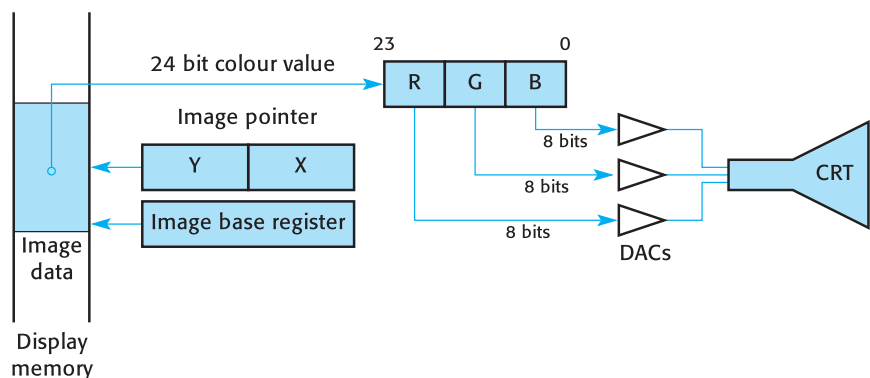 23
0
24 bit colour value
R
G
B
Image pointer
8 bits
Y
X
CRT
8 bits
Image base register
8 bits
Image
data
DACs
Display
memory